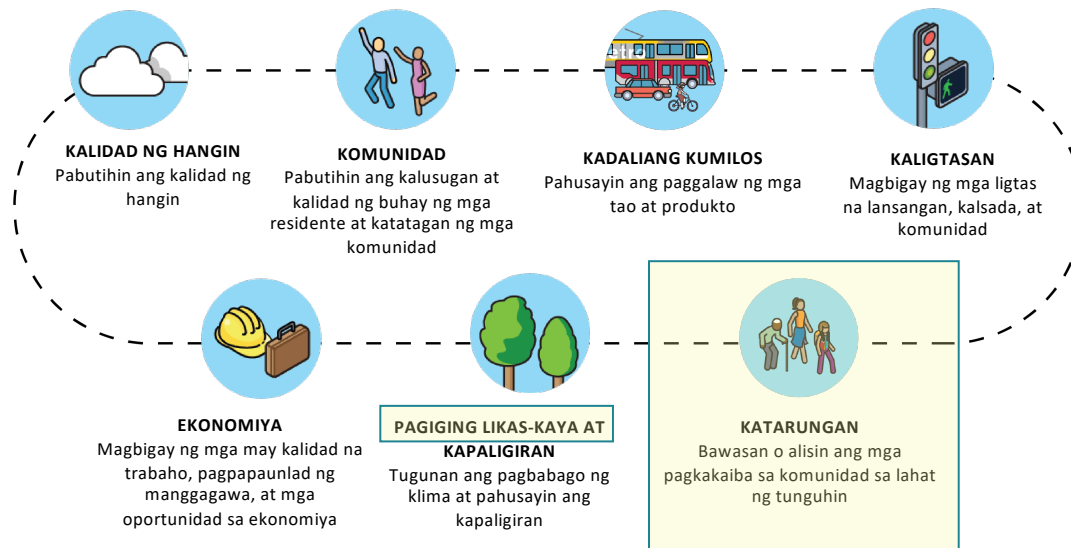 etro
KALIDAD NG HANGIN
Pabutihin ang kalidad ng
hangin
KOMUNIDAD
Pabutihin ang kalusugan at
kalidad ng buhay ng mga
residente at katatagan ng mga
komunidad
KADALIANG KUMILOS
Pahusayin ang paggalaw ng mga
tao at produkto
KALIGTASAN
Magbigay ng mga ligtas
na lansangan, kalsada, at
komunidad
EKONOMIYA
Magbigay ng mga may kalidad na
trabaho, pagpapaunlad ng
manggagawa, at mga
oportunidad sa ekonomiya
PAGIGING LIKAS-KAYA AT
KAPALIGIRAN
Tugunan ang pagbabago ng
klima at pahusayin ang
kapaligiran
KATARUNGAN
Bawasan o alisin ang mga
pagkakaiba sa komunidad sa lahat
ng tunguhin